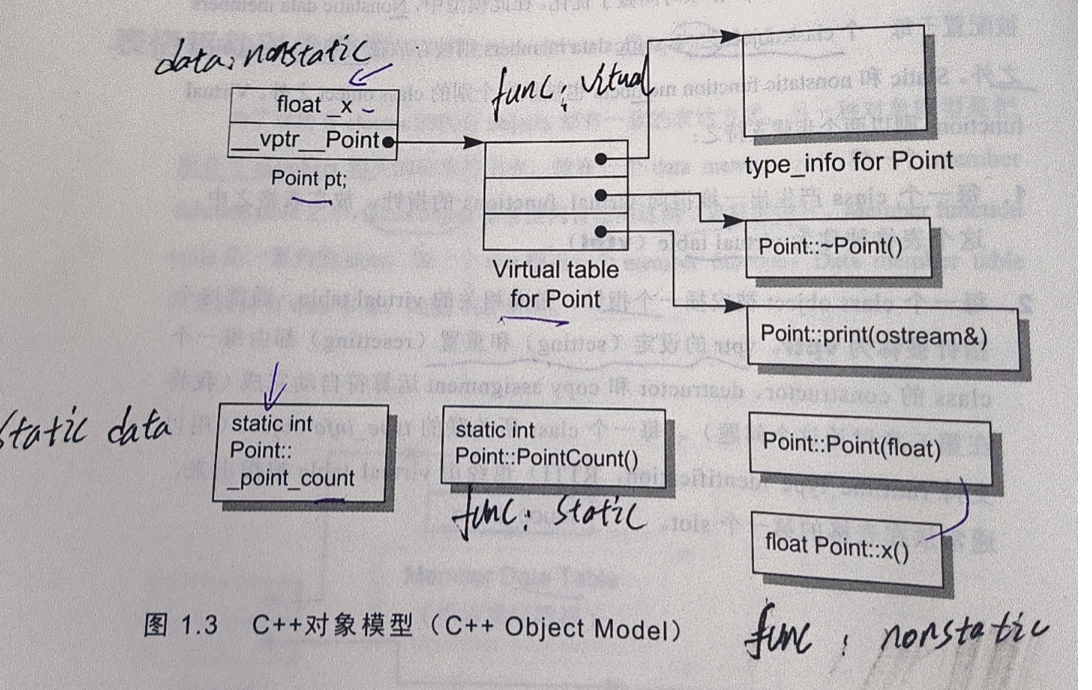 data: nonstatic
float _x
__vptr__Point
Point pt;
func: Virtual
Virtual table
for Point
type_info for Point
Point::~Point()
Point::print(ostream&)
static data
static int
Point::
_point_count
static int
Point::PointCount()
func: static
Point::Point(float)
float Point::x()
func: nonstatic
图 1.3 C++对象模型（C++ Object Model）